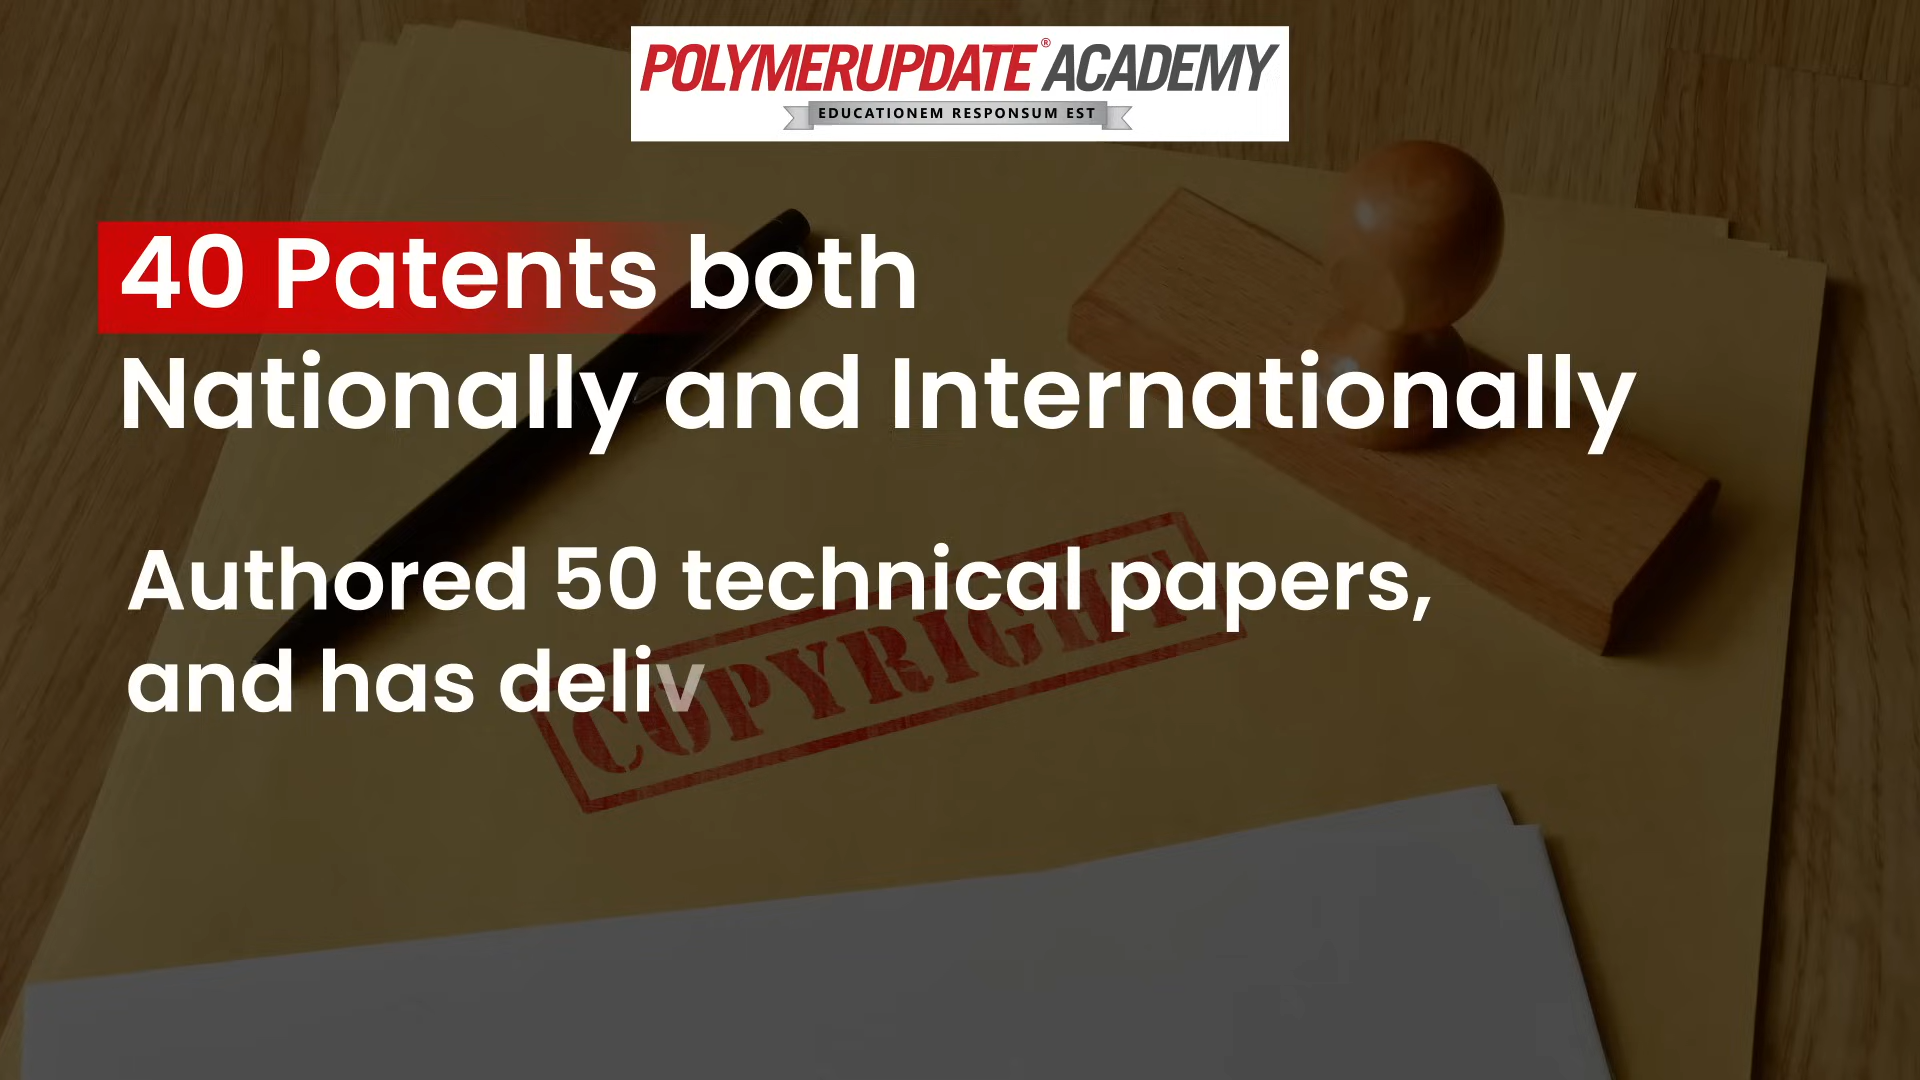 POLYMERUPDATE® ACADEMY
EDUCATIONEM RESPONSUM EST
40 Patents both
Nationally and Internationally
Authored 50 technical papers,
and has deliv
COPYRIGHT